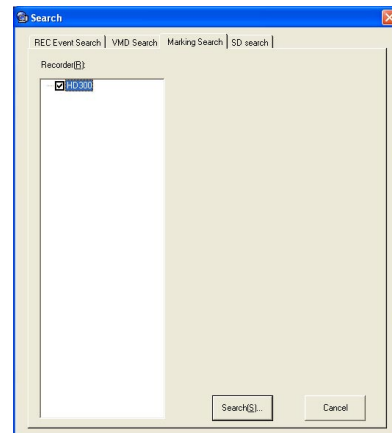 Search
REC Event Search VMD Search Marking Search SD search
Recorder(R):
HD300
Search(S)... Cancel